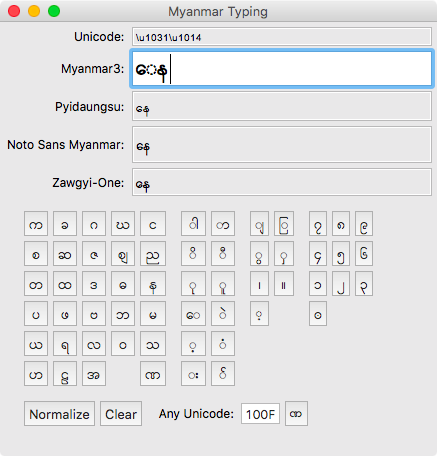 Myanmar Typing
Unicode: \u1031\u1014
Myanmar3: ေန
Pyidaungsu: ေန
Noto Sans Myanmar: ေန
Zawgyi-One: ေန
က ခ ဂ ဃ င ါ ာ ျ ြ ၇ ၈ ၉
စ ဆ ဇ ဈ ည ိ ီ ွ ှ ၄ ၅ ၆
တ ထ ဒ ဓ န ု ူ ၊ ။ ၁ ၂ ၃
ပ ဖ ဗ ဘ မ ေ ဲ ့ ၀
ယ ရ လ ဝ သ ့ ံ
ဟ ဠ အ ဏ း ်
Normalize Clear Any Unicode: 100F ဏ